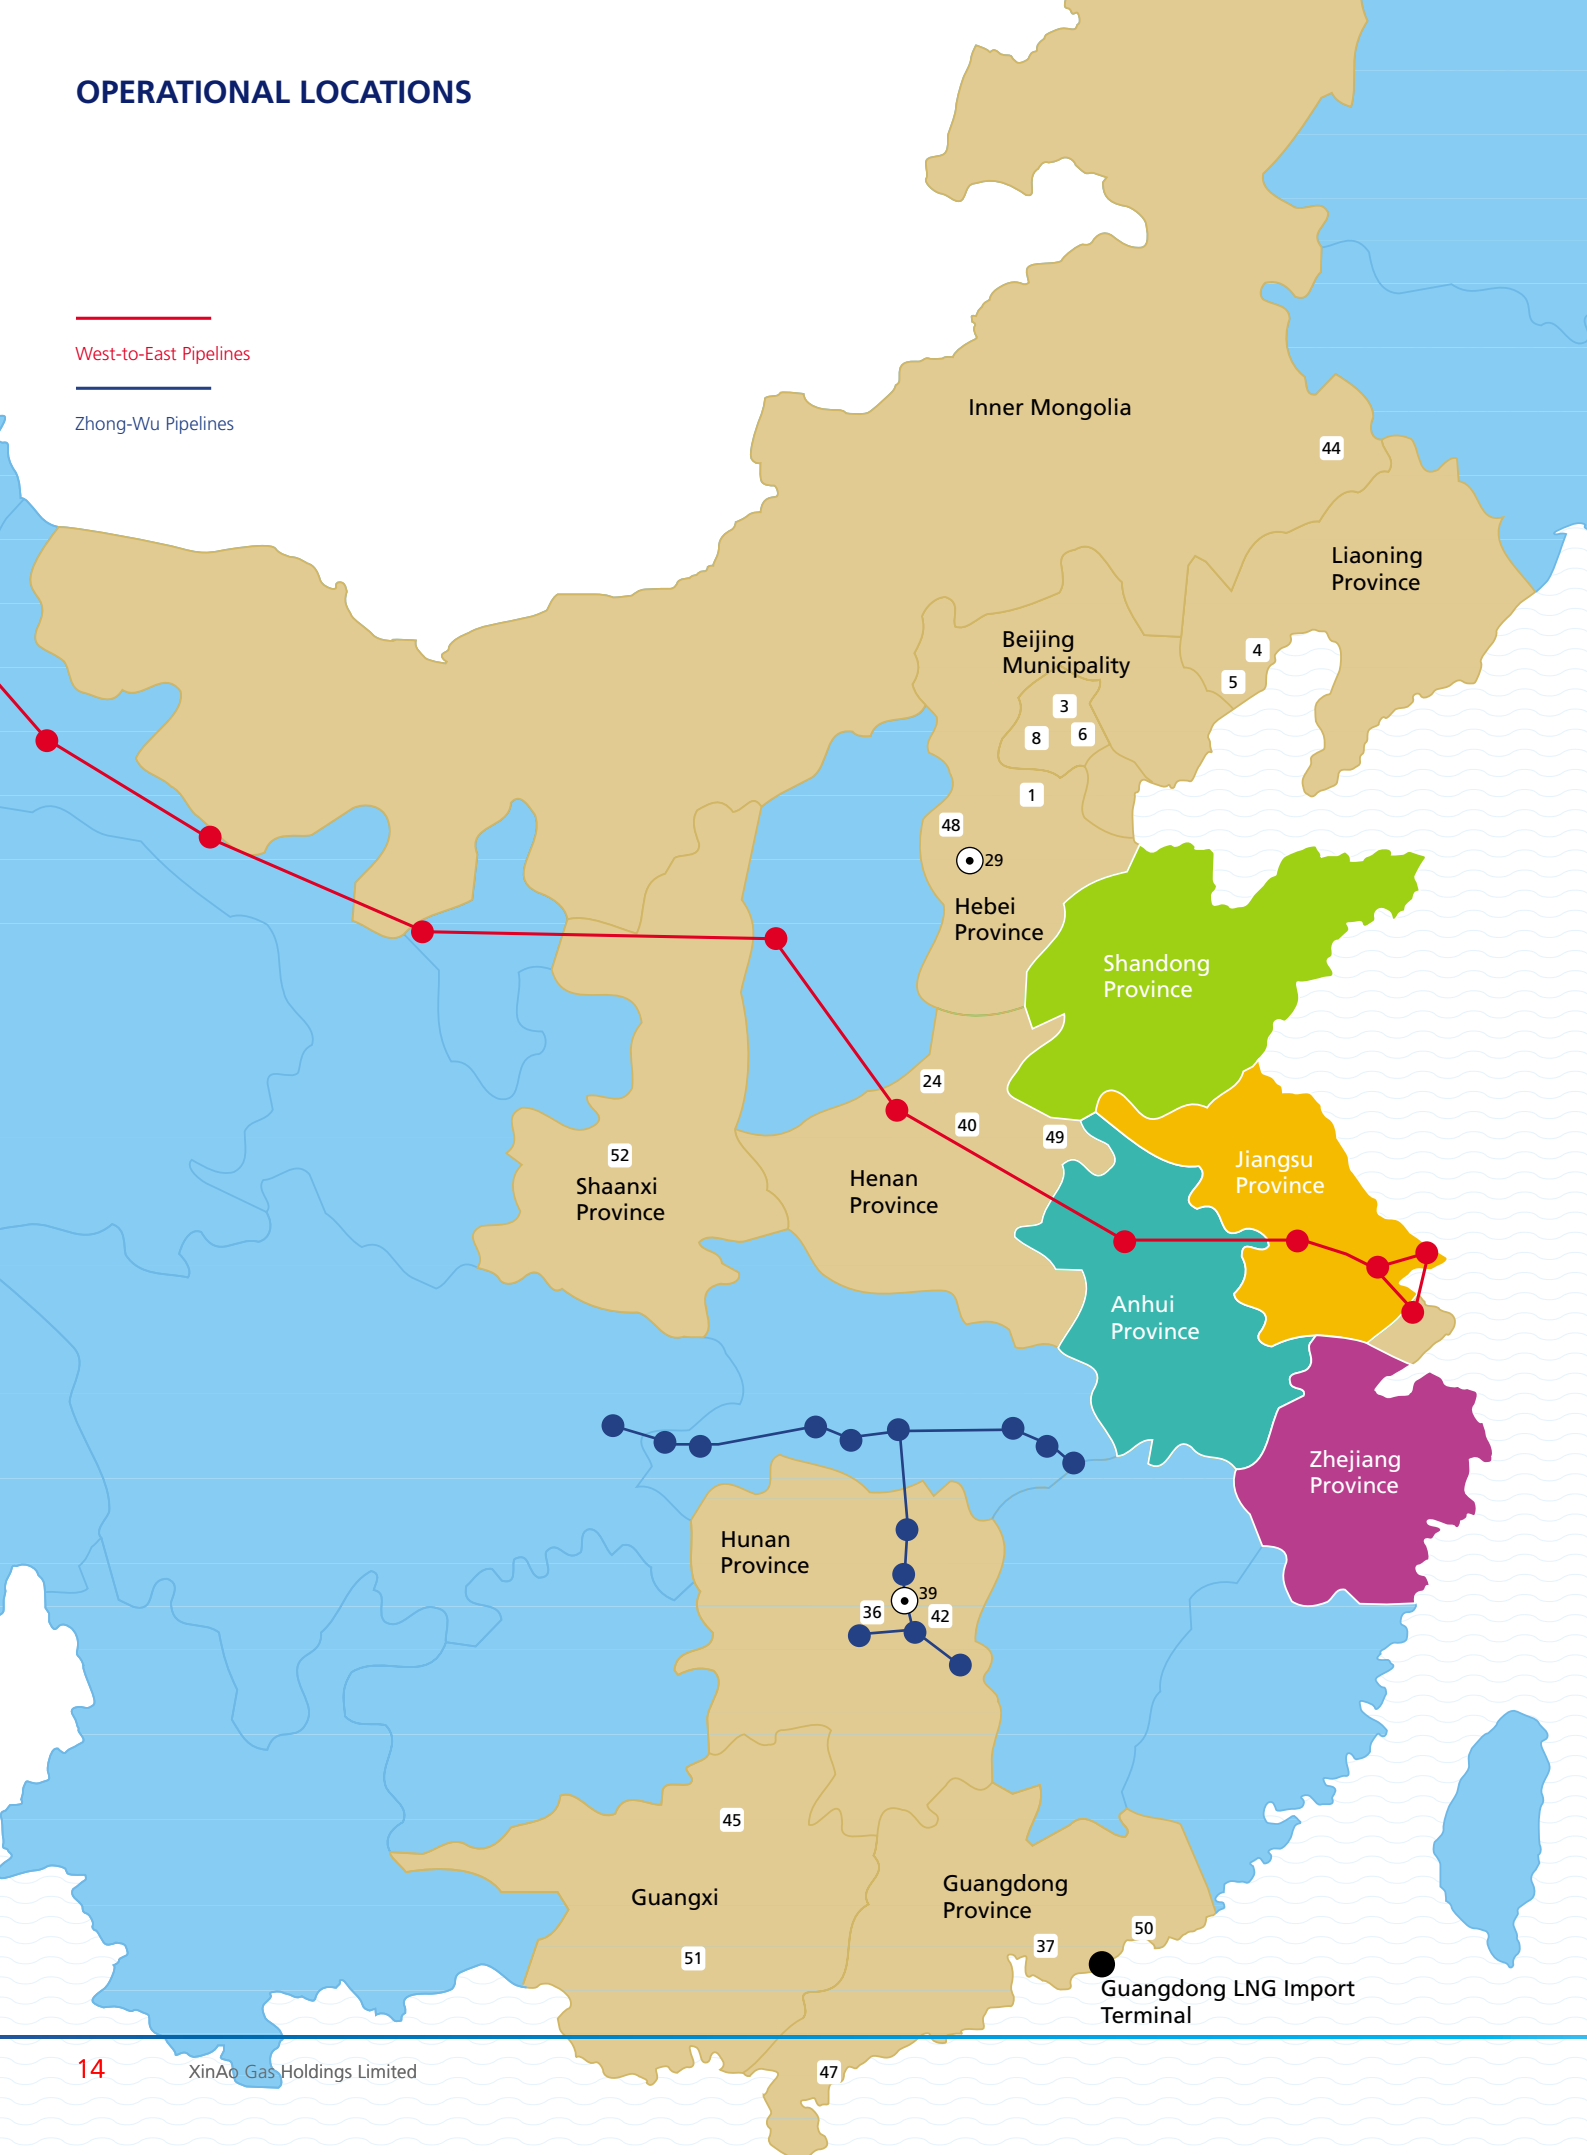 OPERATIONAL LOCATIONS
West-to-East Pipelines
Zhong-Wu Pipelines
Inner Mongolia
44
Liaoning
Province
4
5
Beijing
Municipality
3
8
6
1
48
29
Hebei
Province
Shandong
Province
24
40
49
52
Shaanxi
Province
Henan
Province
Jiangsu
Province
Anhui
Province
Zhejiang
Province
Hunan
Province
39
36
42
45
Guangxi
51
Guangdong
Province
50
37
Guangdong LNG Import
Terminal
47
14
XinAo Gas Holdings Limited